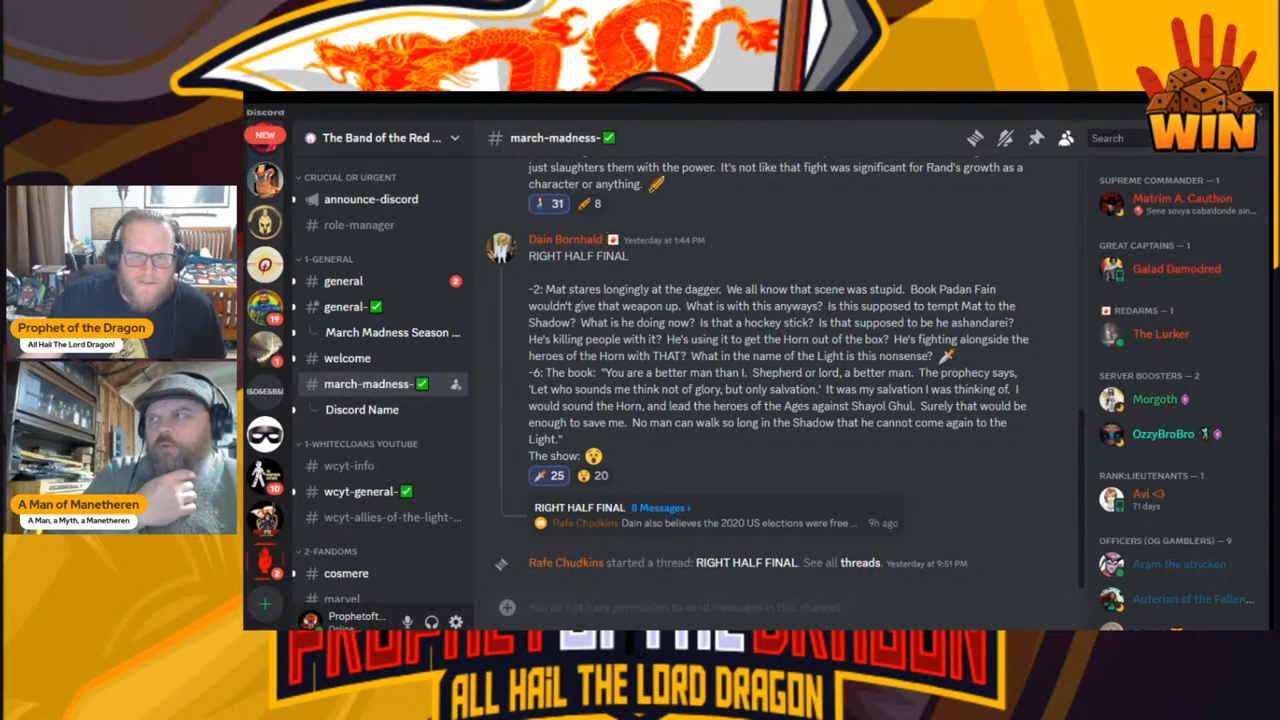 WIN
Discord
NEW
The Band of the Red ...
march-madness-
Search
CRUCIAL OR URGENT
announce-discord
role-manager
1-GENERAL
general
2
general-
19
March Madness Season ...
welcome
1
march-madness-
Discord Name
1-WHITECLOAKS YOUTUBE
wcyt-info
wcyt-general-
10
wcyt-allies-of-the-light-...
2-FANDOMS
cosmere
2
marvel
Prophetoft...
Online
just slaughters them with the power. It's not like that fight was significant for Rand's growth as a
character or anything.
31 8
Dain Bornhald Yesterday at 1:44 PM
RIGHT HALF FINAL
-2: Mat stares longingly at the dagger. We all know that scene was stupid. Book Padan Fain
wouldn't give that weapon up. What is with this anyways? Is this supposed to tempt Mat to the
Shadow? What is he doing now? Is that a hockey stick? Is that supposed to be he ashandarei?
He's killing people with it? He's using it to get the Horn out of the box? He's fighting alongside the
heroes of the Horn with THAT? What in the name of the Light is this nonsense?
-6: The book: "You are a better man than I. Shepherd or lord, a better man. The prophecy says,
'Let who sounds me think not of glory, but only salvation.' It was my salvation I was thinking of. I
would sound the Horn, and lead the heroes of the Ages against Shayol Ghul. Surely that would be
enough to save me. No man can walk so long in the Shadow that he cannot come again to the
Light."
The show:
25 20
RIGHT HALF FINAL 8 Messages ›
Rafe Chudkins Dain also believes the 2020 US elections were free ... 9h ago
Rafe Chudkins started a thread: RIGHT HALF FINAL. See all threads. Yesterday at 9:51 PM
You do not have permission to send messages in this channel.
SUPREME COMMANDER — 1
Matrim A. Cauthon
Sene sovya caba'donde ain...
GREAT CAPTAINS — 1
Galad Damodred
REDARMS — 1
The Lurker
SERVER BOOSTERS — 2
Morgoth
OzzyBroBro
RANK:LIEUTENANTS — 1
Avi <3
71 days
OFFICERS (OG GAMBLERS) — 9
Aram the stricken
Auterian of the Fallen...
Prophet of the Dragon
All Hail The Lord Dragon!
A Man of Manetheren
A Man, a Myth, a Manetheren
PROPHET OF THE DRAGON
ALL HAIL THE LORD DRAGON